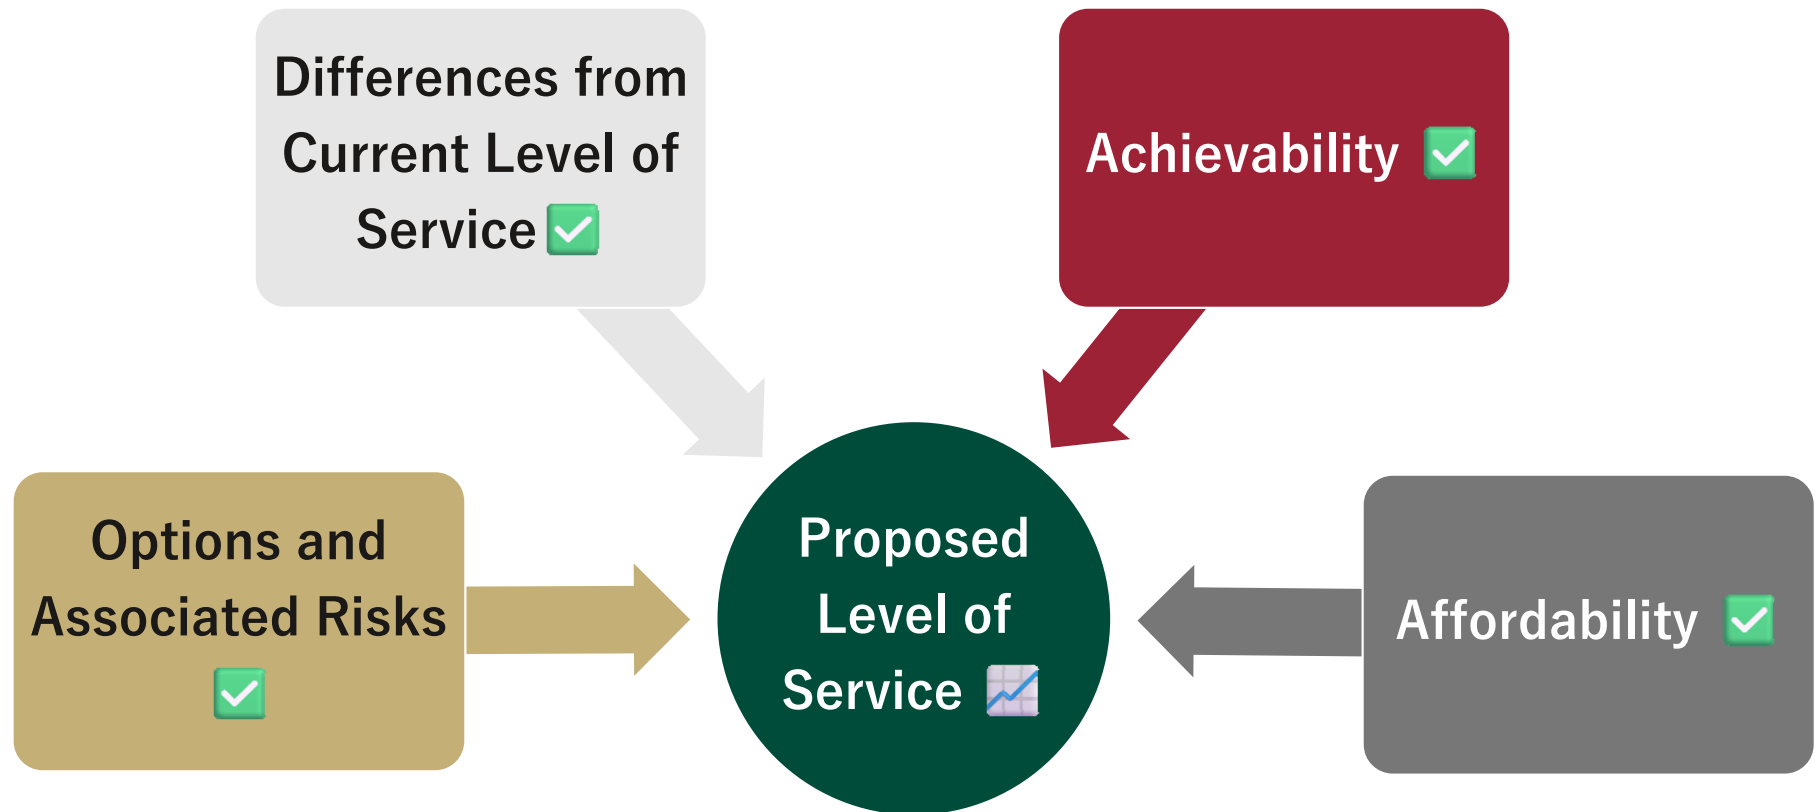 Differences from
Current Level of
Service ✅
Achievability ✅
Options and
Associated Risks
✅
Proposed
Level of
Service 📈
Affordability ✅